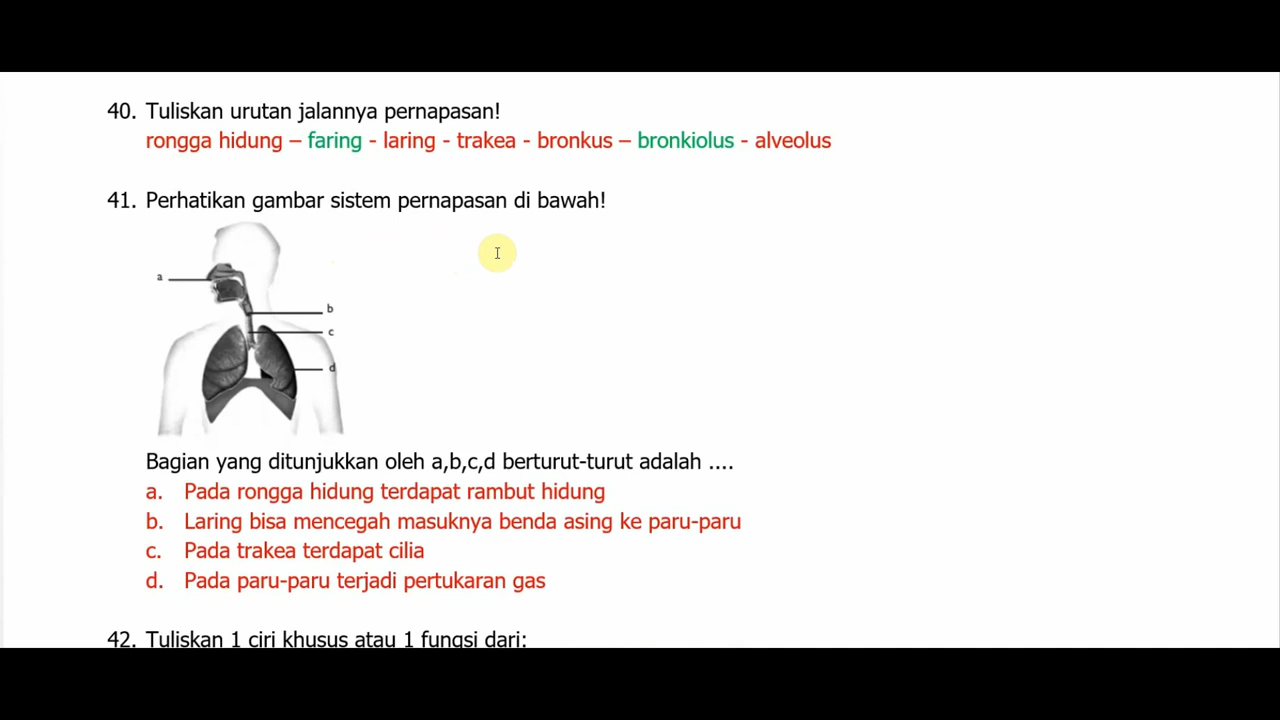 40. Tuliskan urutan jalannya pernapasan!
rongga hidung – faring - laring - trakea - bronkus – bronkiolus - alveolus
41. Perhatikan gambar sistem pernapasan di bawah!
a
b
c
d
Bagian yang ditunjukkan oleh a,b,c,d berturut-turut adalah ....
a. Pada rongga hidung terdapat rambut hidung
b. Laring bisa mencegah masuknya benda asing ke paru-paru
c. Pada trakea terdapat cilia
d. Pada paru-paru terjadi pertukaran gas
42. Tuliskan 1 ciri khusus atau 1 fungsi dari: